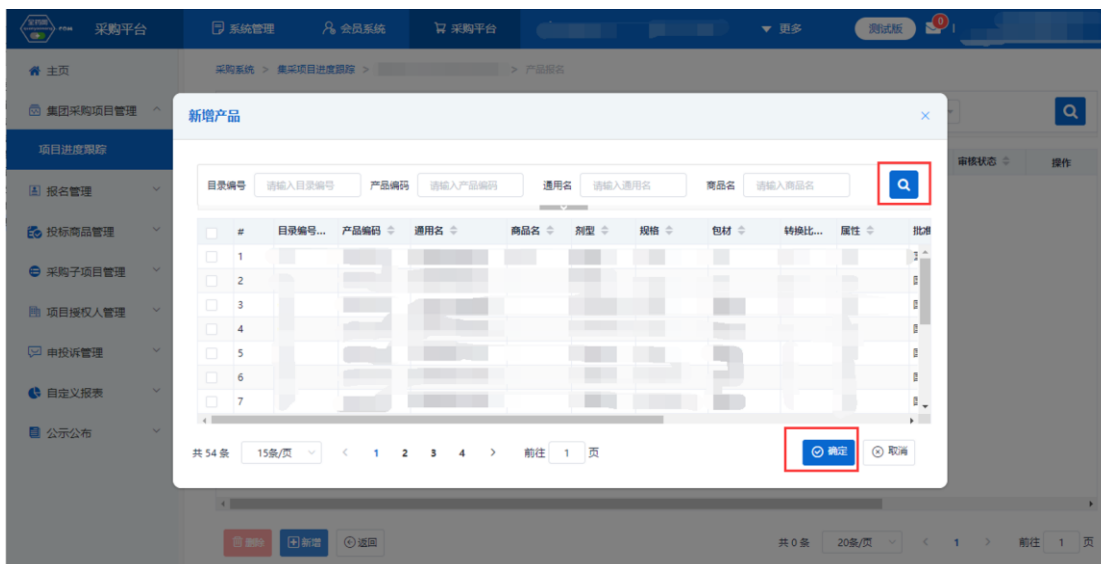 采购平台
系统管理
会员系统
采购平台
更多
测试版
主页
采购系统 > 集采项目进度跟踪 >
> 产品报名
集团采购项目管理
项目进度跟踪
报名管理
投标商品管理
采购子项目管理
项目授权人管理
申投诉管理
自定义报表
公示公布
审核状态
操作
新增产品
目录编号 请输入目录编号 产品编码 请输入产品编码 通用名 请输入通用名 商品名 请输入商品名
# 目录编号... 产品编码 通用名 商品名 剂型 规格 包材 转换比... 属性 批准
1
2
3
4
5
6
7
共 54 条 15条/页 < 1 2 3 4 > 前往 1 页
确定 取消
删除 新增 返回
共 0 条 20条/页 < 1 > 前往 1 页